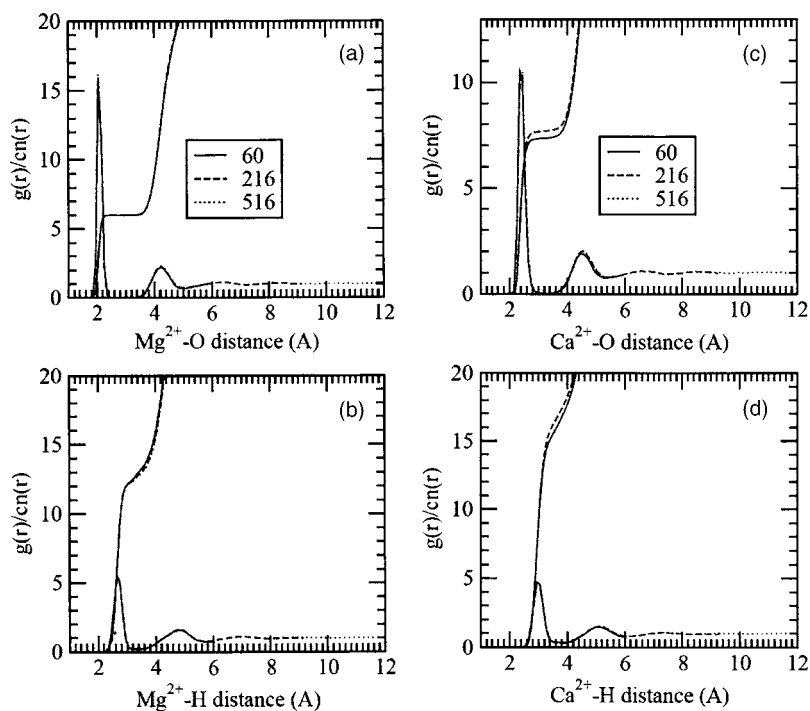 20
15
10
5
0
g(r)/cn(r)
(a)
60
216
516
2 4 6 8 10 12
Mg²⁺-O distance (A)
10
5
0
g(r)/cn(r)
(c)
60
216
516
2 4 6 8 10 12
Ca²⁺-O distance (A)
20
15
10
5
0
g(r)/cn(r)
(b)
2 4 6 8 10 12
Mg²⁺-H distance (A)
20
15
10
5
0
g(r)/cn(r)
(d)
2 4 6 8 10 12
Ca²⁺-H distance (A)